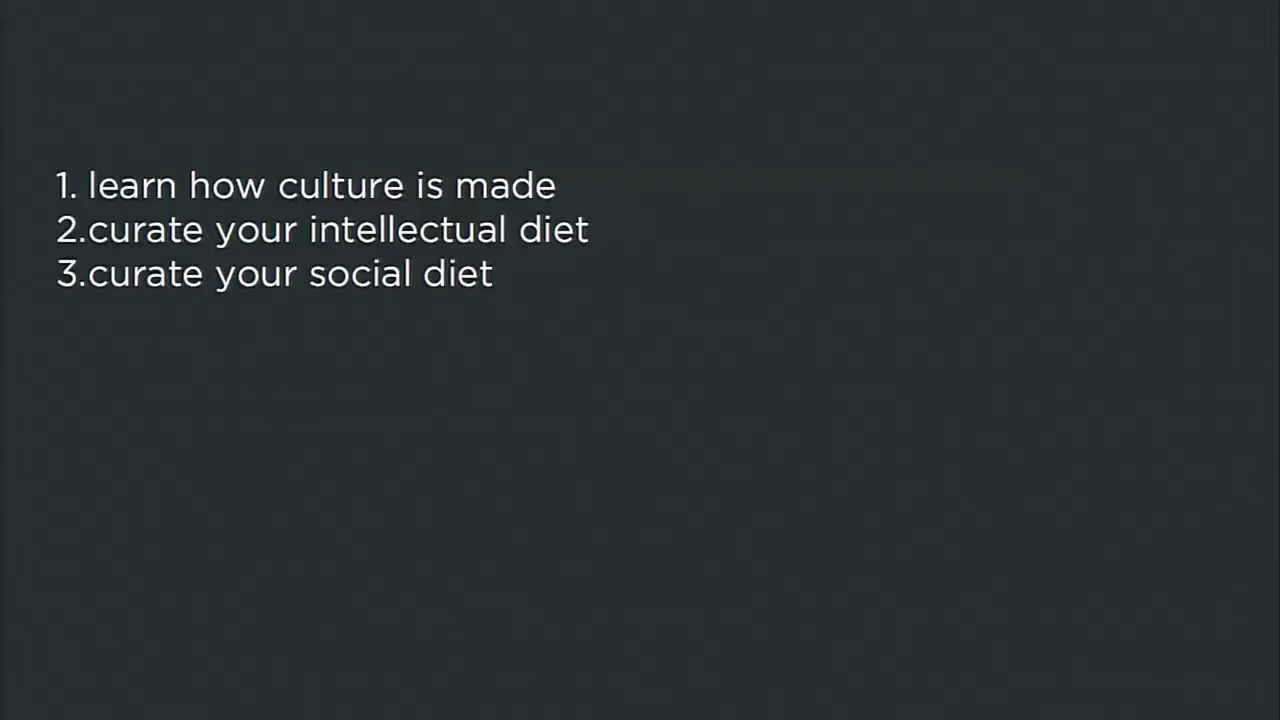 1. learn how culture is made
2.curate your intellectual diet
3.curate your social diet